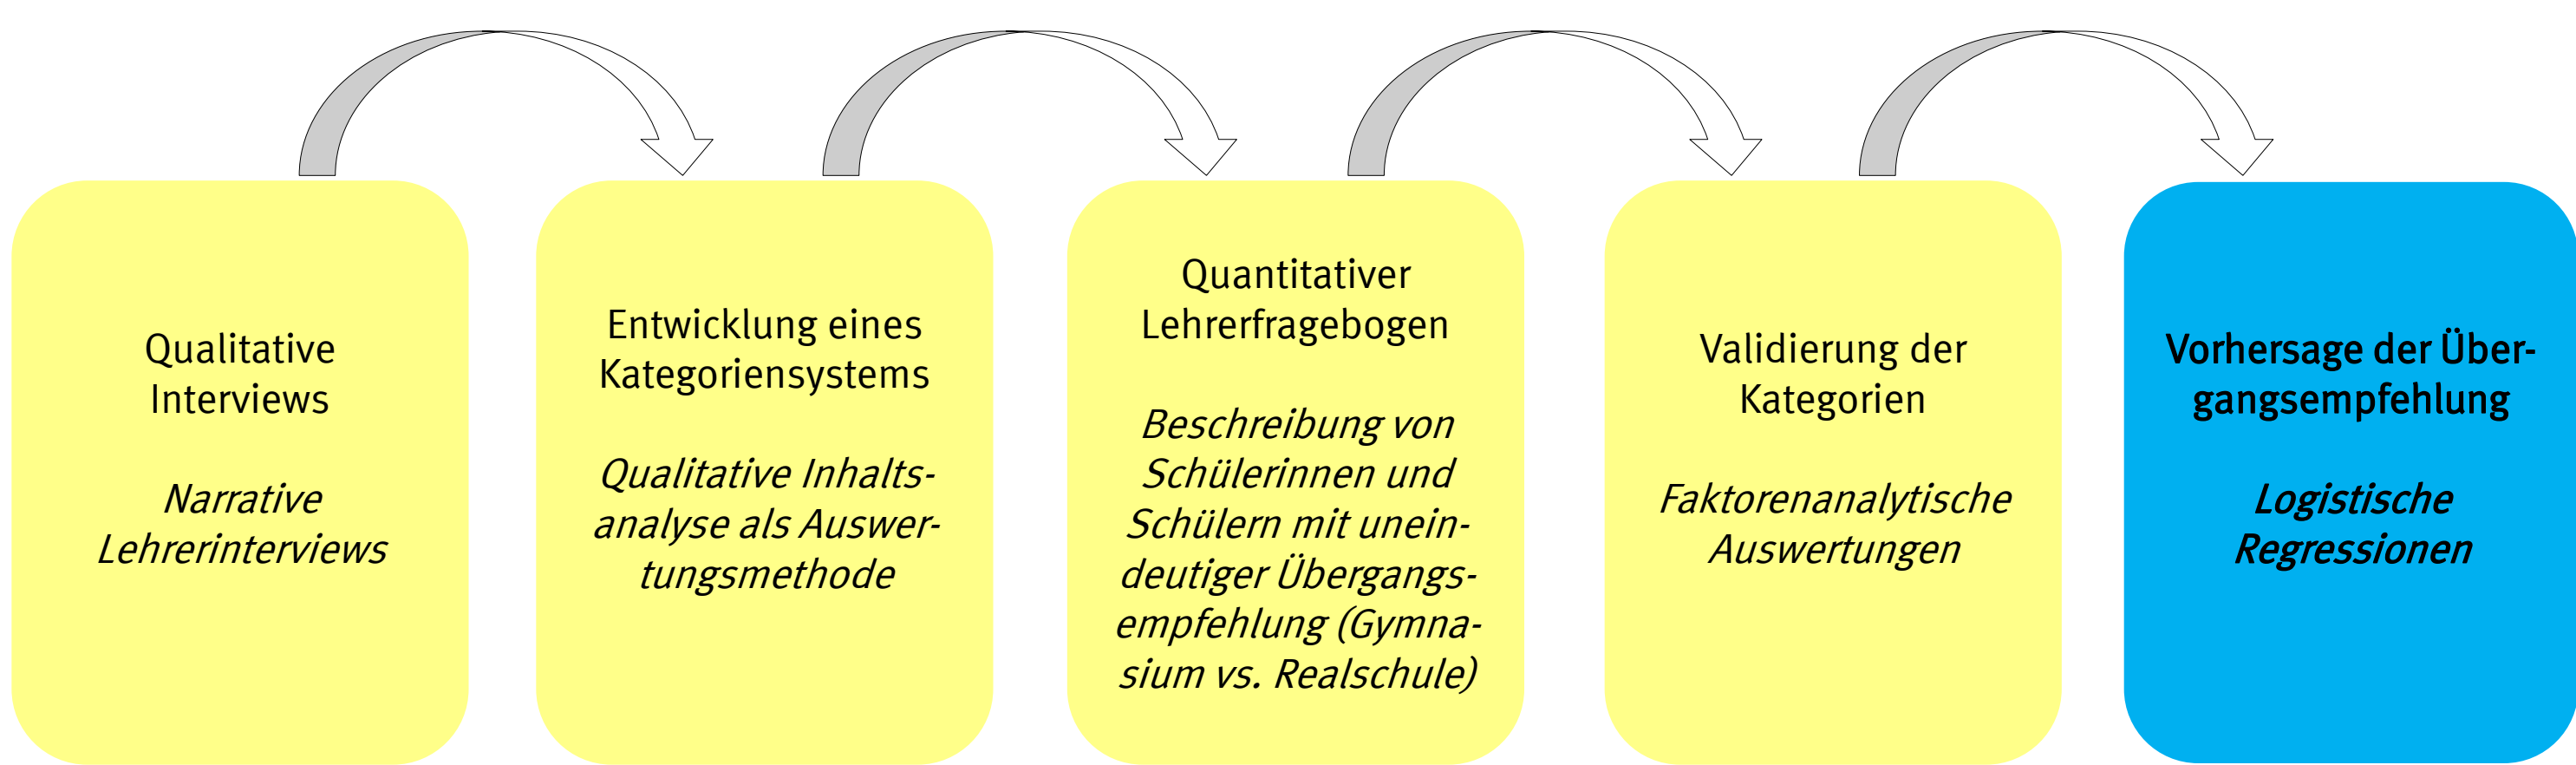 Qualitative
Interviews
Narrative
Lehrerinterviews
Entwicklung eines
Kategoriensystems
Qualitative Inhalts-
analyse als Auswer-
tungsmethode
Quantitativer
Lehrerfragebogen
Beschreibung von
Schülerinnen und
Schülern mit unein-
deutiger Übergangs-
empfehlung (Gymna-
sium vs. Realschule)
Validierung der
Kategorien
Faktorenanalytische
Auswertungen
Vorhersage der Über-
gangsempfehlung
Logistische
Regressionen